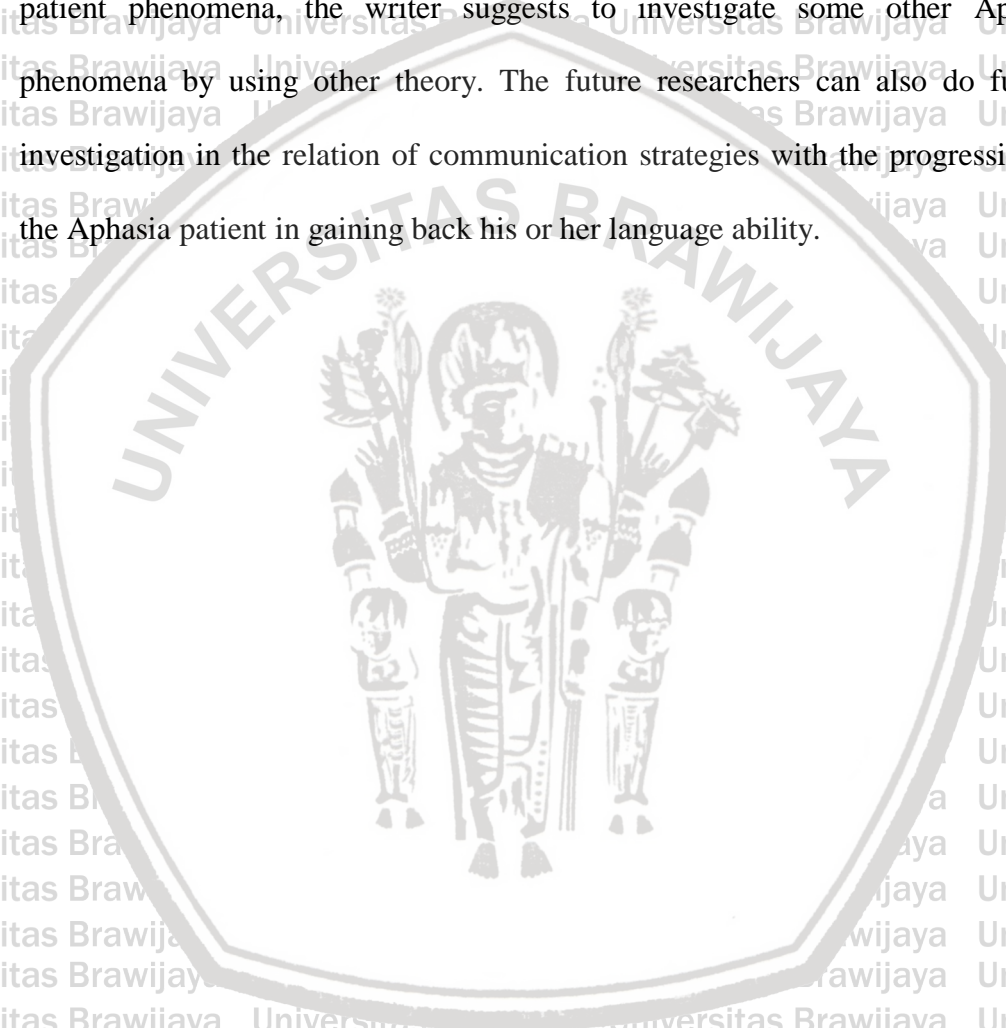 patient phenomena, the writer suggests to investigate some other Ap
phenomena by using other theory. The future researchers can also do fu
investigation in the relation of communication strategies with the progressi
the Aphasia patient in gaining back his or her language ability.
UNIVERSITAS BRAWIJAYA